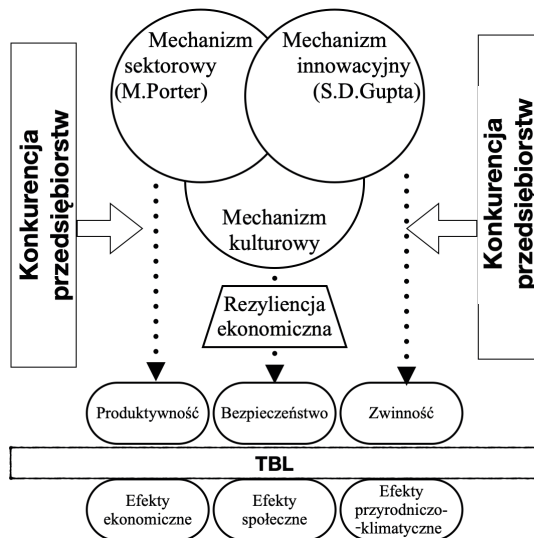 Mechanizm
sektorowy
(M.Porter)
Mechanizm
innowacyjny
(S.D.Gupta)
Konkurencja
przedsiębiorstw
Konkurencja
przedsiębiorstw
Mechanizm
kulturowy
Rezyliencja
ekonomiczna
Produktywność
Bezpieczeństwo
Zwinność
TBL
Efekty
ekonomiczne
Efekty
społeczne
Efekty
przyrodniczo-
-klimatyczne